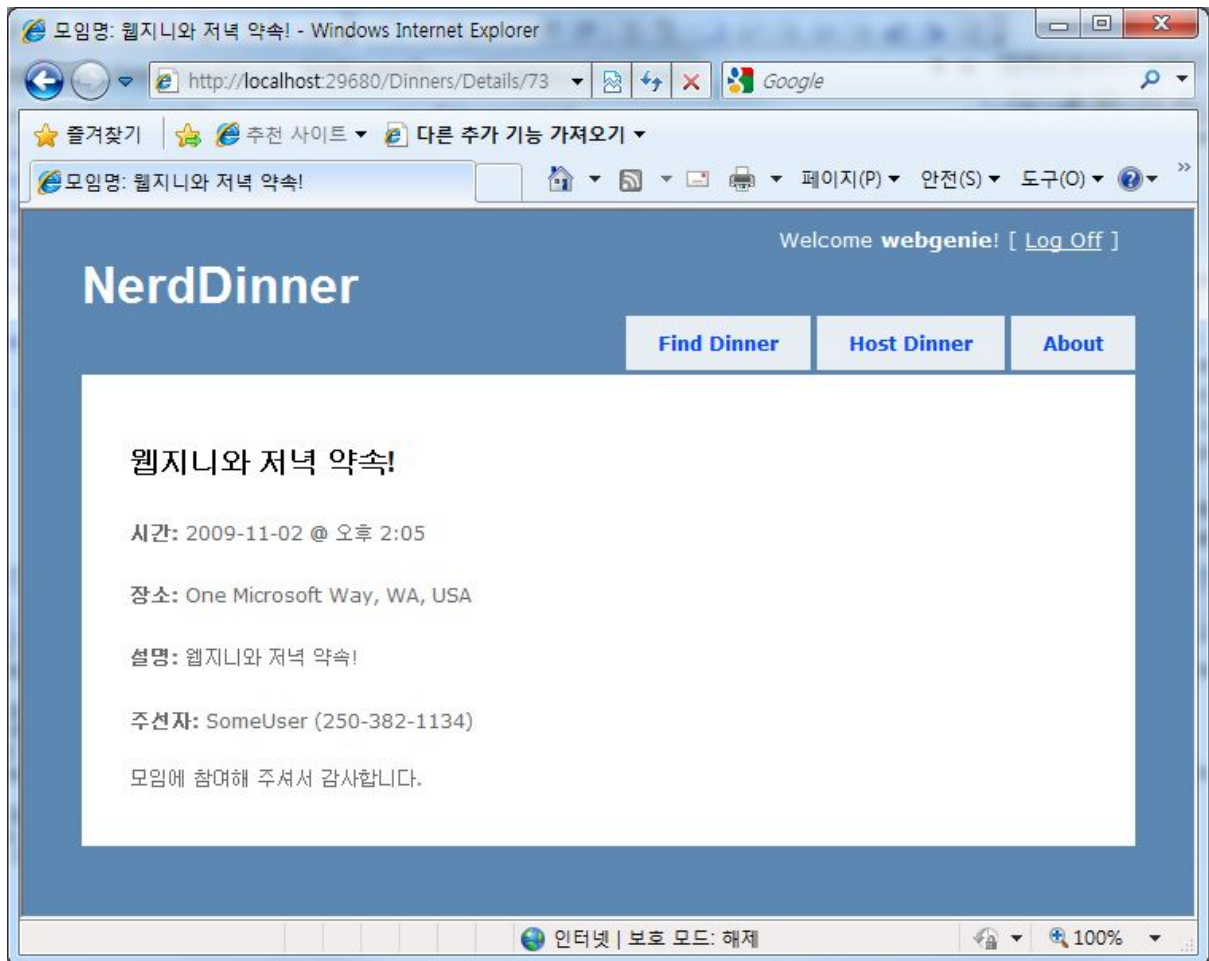 모임명: 웹지니와 저녁 약속! - Windows Internet Explorer
http://localhost:29680/Dinners/Details/73
Google
즐겨찾기 추천 사이트 다른 추가 기능 가져오기
모임명: 웹지니와 저녁 약속!
페이지(P) 안전(S) 도구(O)
Welcome webgenie! [ Log Off ]
NerdDinner
Find Dinner Host Dinner About
웹지니와 저녁 약속!
시간: 2009-11-02 @ 오후 2:05
장소: One Microsoft Way, WA, USA
설명: 웹지니와 저녁 약속!
주선자: SomeUser (250-382-1134)
모임에 참여해 주셔서 감사합니다.
인터넷 | 보호 모드: 해제
100%